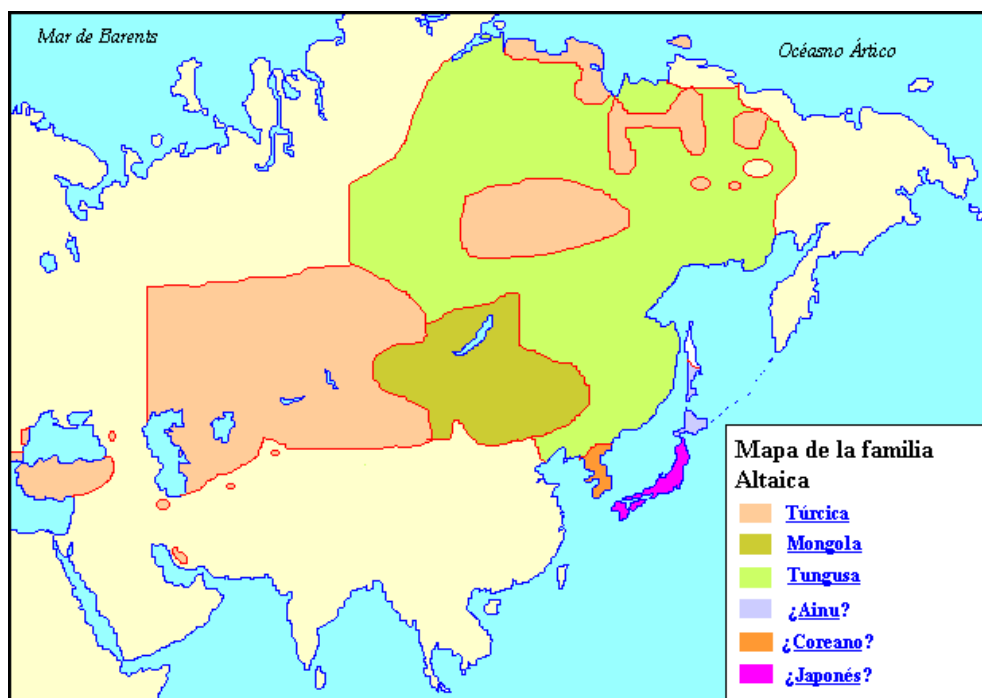 Mar de Barents
Océasno Ártico
Mapa de la familia
Altaica
Túrcica
Mongola
Tungusa
¿Ainu?
¿Coreano?
¿Japonés?